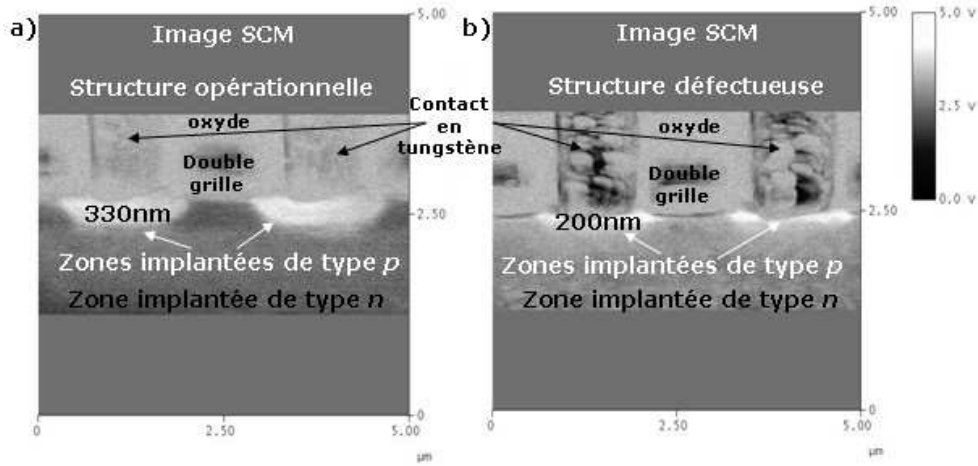 a)
Image SCM
Structure opérationnelle
oxyde
Double
grille
330nm
Zones implantées de type p
Zone implantée de type n
5.00
2.50
0
0
2.50
5.00
µm
Contact
en
tungstène
b)
Image SCM
Structure défectueuse
oxyde
Double
grille
200nm
Zones implantées de type p
Zone implantée de type n
5.00
2.50
0
0
2.50
5.00
µm
5.0 v
2.5 v
0.0 v